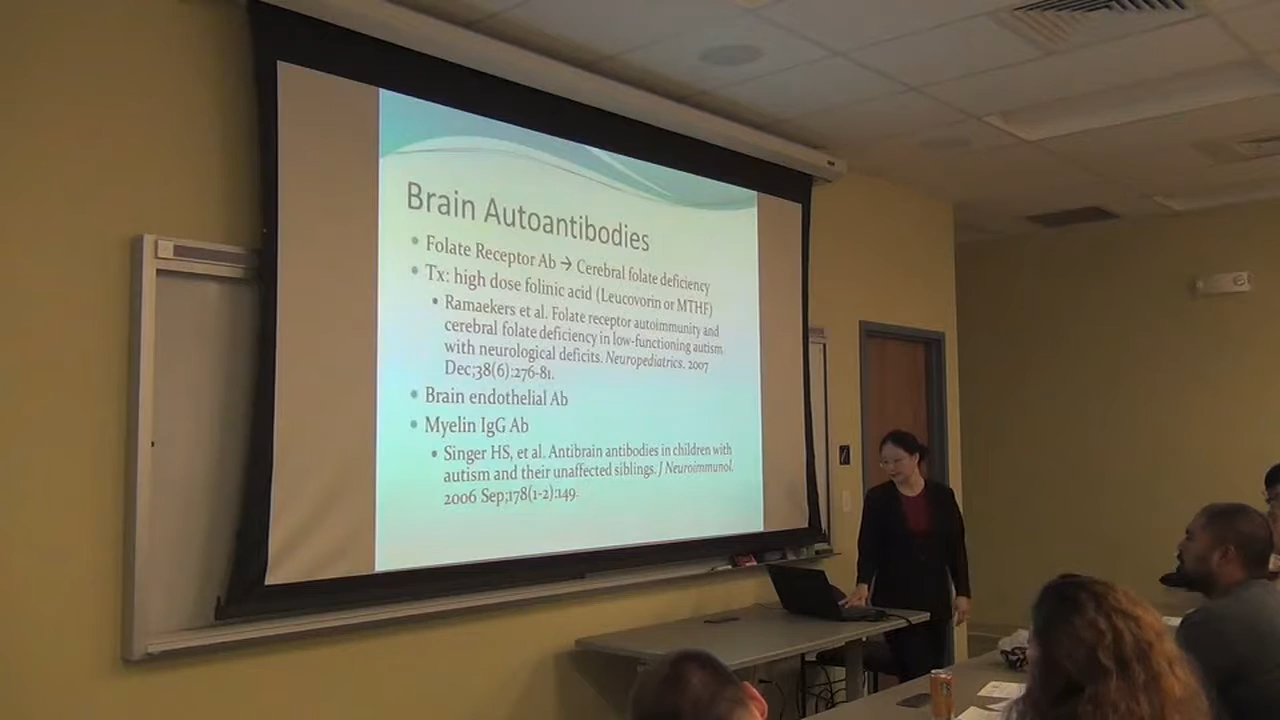 Brain Autoantibodies
• Folate Receptor Ab → Cerebral folate deficiency
• Tx: high dose folinic acid (Leucovorin or MTHF)
• Ramaekers et al. Folate receptor autoimmunity and
cerebral folate deficiency in low-functioning autism
with neurological deficits. Neuropediatrics. 2007
Dec;38(6):276-81.
• Brain endothelial Ab
• Myelin IgG Ab
• Singer HS, et al. Antibrain antibodies in children with
autism and their unaffected siblings. J Neuroimmunol.
2006 Sep;178(1-2):149.